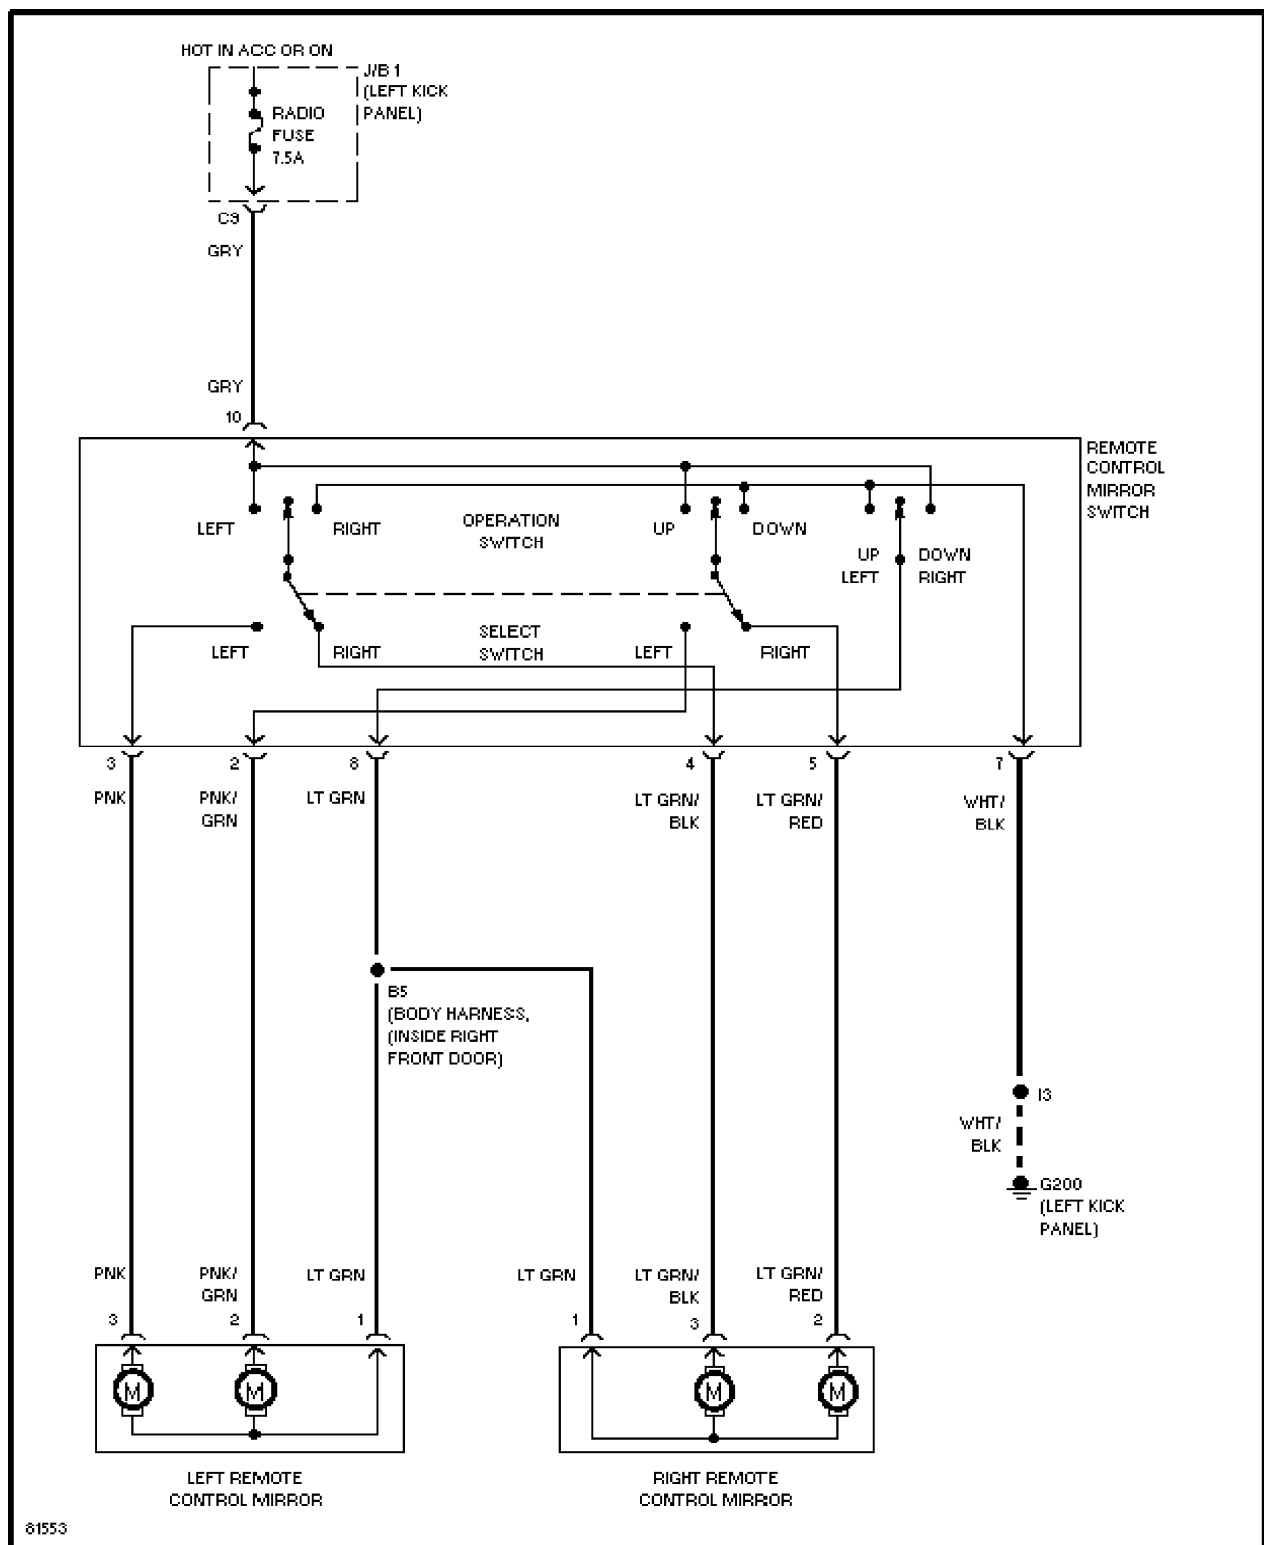 HOT IN ACC OR ON
J/B 1
(LEFT KICK
PANEL)
RADIO
FUSE
7.5A
C9
GRY
GRY
10
REMOTE
CONTROL
MIRROR
SWITCH
LEFT
RIGHT
OPERATION
SWITCH
UP
DOWN
UP
LEFT
DOWN
RIGHT
LEFT
RIGHT
SELECT
SWITCH
LEFT
RIGHT
3
2
8
4
5
7
PNK
PNK/
GRN
LT GRN
LT GRN/
BLK
LT GRN/
RED
WHT/
BLK
B5
(BODY HARNESS,
(INSIDE RIGHT
FRONT DOOR)
I3
WHT/
BLK
G200
(LEFT KICK
PANEL)
PNK
PNK/
GRN
LT GRN
LT GRN
LT GRN/
BLK
LT GRN/
RED
3
2
1
1
3
2
M
M
M
M
LEFT REMOTE
CONTROL MIRROR
RIGHT REMOTE
CONTROL MIRROR
81553